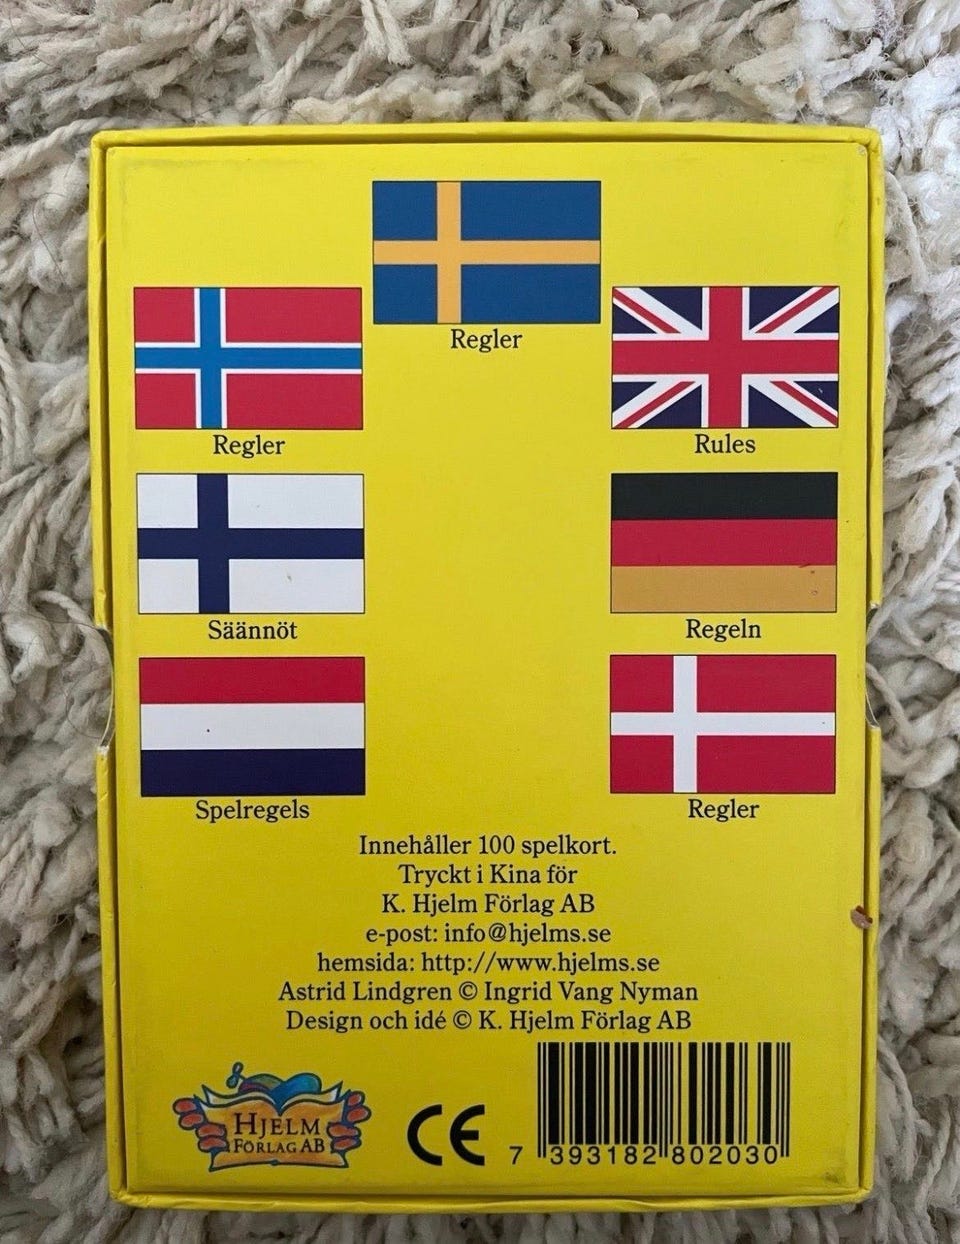 Regler
Regler
Rules
Säännöt
Regeln
Spelregels
Regler
Innehåller 100 spelkort.
Tryckt i Kina för
K. Hjelm Förlag AB
e-post: info@hjelms.se
hemsida: http://www.hjelms.se
Astrid Lindgren © Ingrid Vang Nyman
Design och idé © K. Hjelm Förlag AB
HJELM
FÖRLAG AB
CE
7 393182 802030